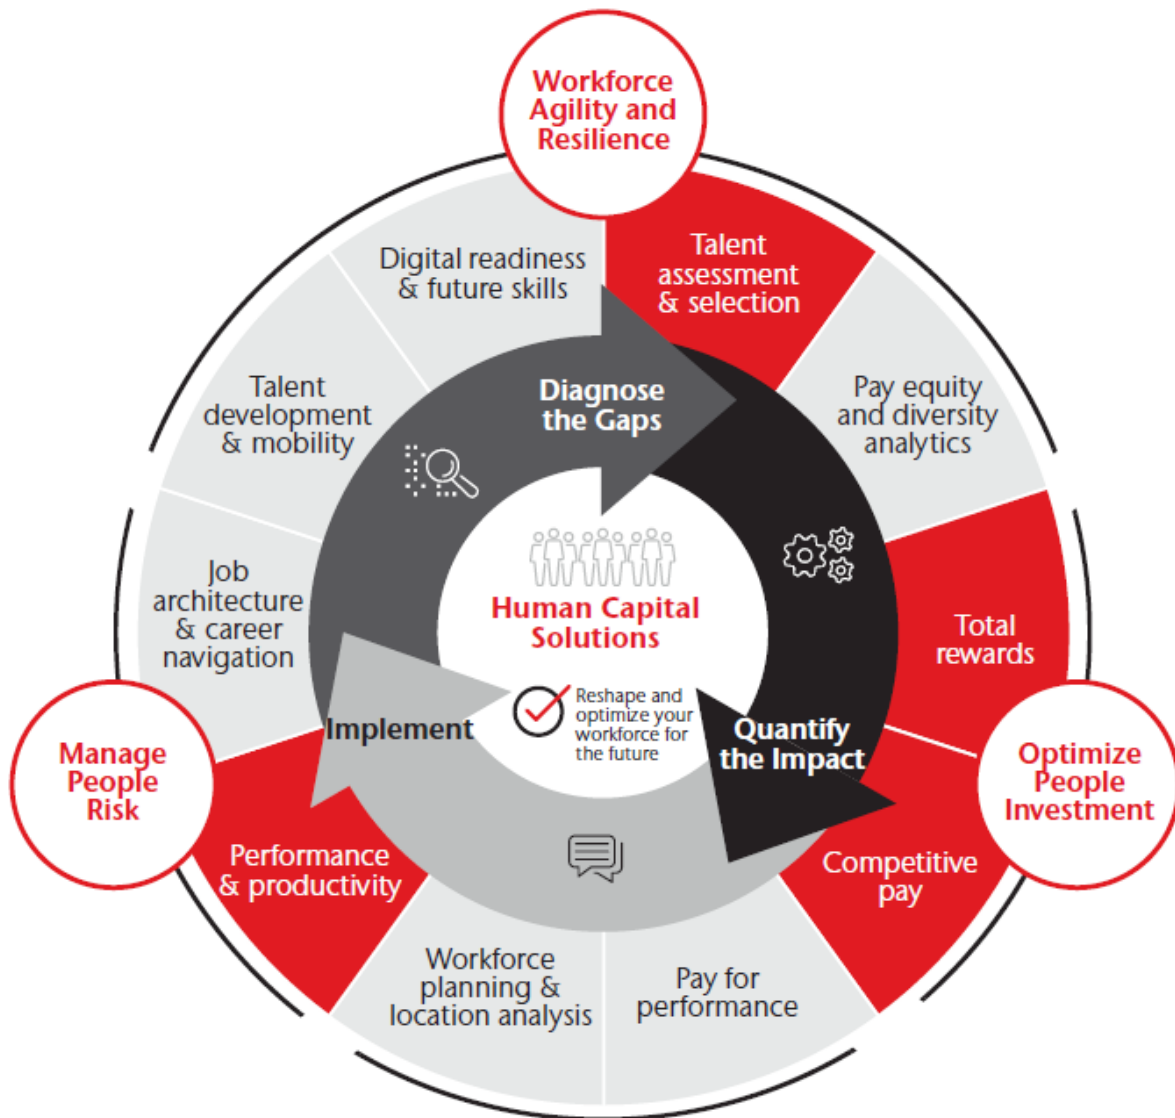 Workforce
Agility and
Resilience
Digital readiness
& future skills
Talent
assessment
& selection
Talent
development
& mobility
Diagnose
the Gaps
Pay equity
and diversity
analytics
Job
architecture
& career
navigation
Human Capital
Solutions
Total
rewards
Reshape and
optimize your
workforce for
the future
Implement
Quantify
the Impact
Manage
People
Risk
Optimize
People
Investment
Performance
& productivity
Competitive
pay
Workforce
planning &
location analysis
Pay for
performance